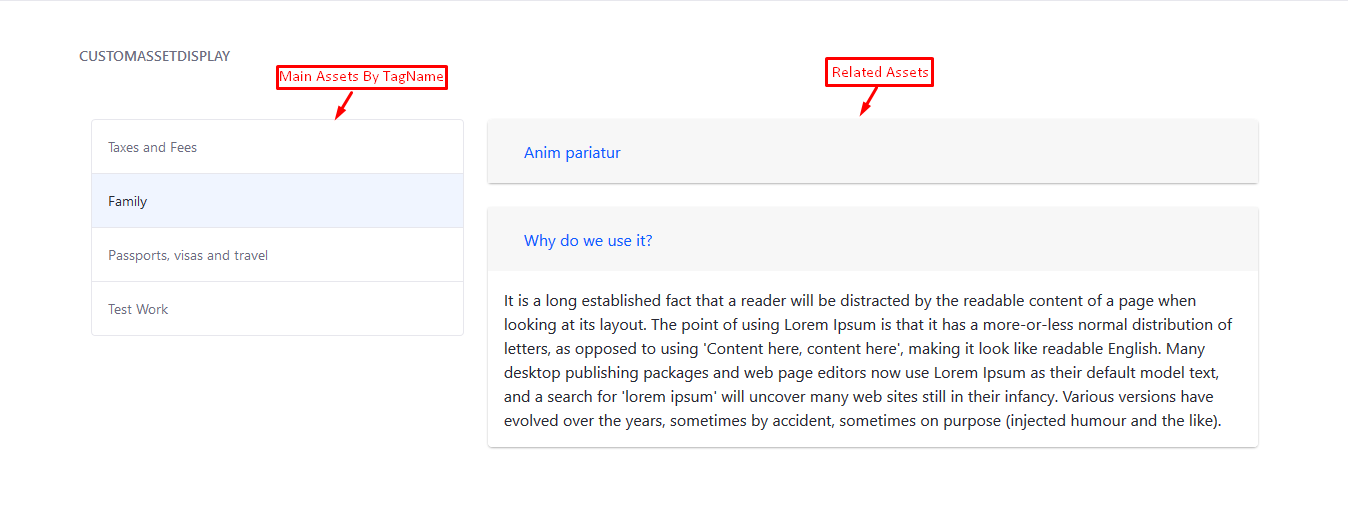 CUSTOMASSETDISPLAY
Main Assets By TagName
Related Assets
Taxes and Fees
Family
Passports, visas and travel
Test Work
Anim pariatur
Why do we use it?
It is a long established fact that a reader will be distracted by the readable content of a page when
looking at its layout. The point of using Lorem Ipsum is that it has a more-or-less normal distribution of
letters, as opposed to using 'Content here, content here', making it look like readable English. Many
desktop publishing packages and web page editors now use Lorem Ipsum as their default model text,
and a search for 'lorem ipsum' will uncover many web sites still in their infancy. Various versions have
evolved over the years, sometimes by accident, sometimes on purpose (injected humour and the like).